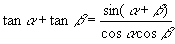 tan α + tan β = sin( α + β) / cos α cos β